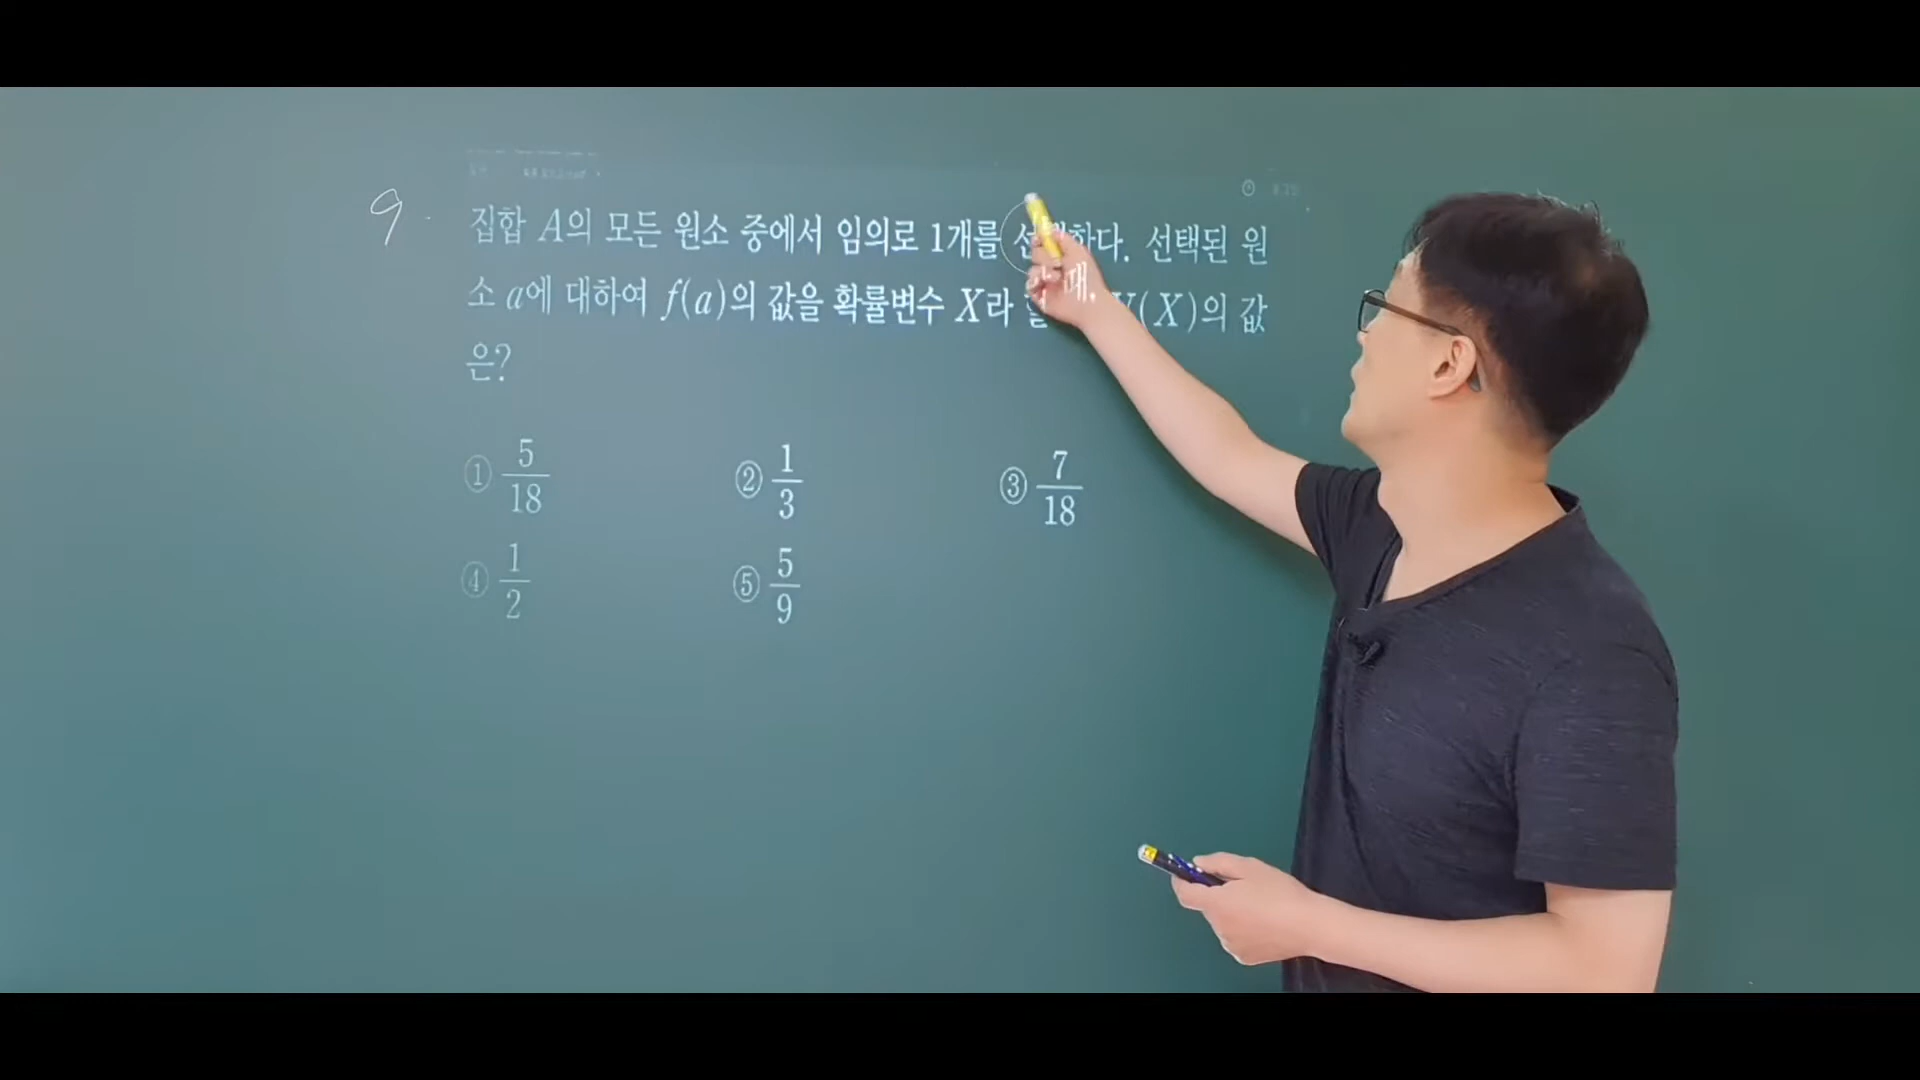 9.
집합 A의 모든 원소 중에서 임의로 1개를 선택한다. 선택된 원
소 a에 대하여 f(a)의 값을 확률변수 X라 할 때, V(X)의 값
은?
① 5/18 ② 1/3 ③ 7/18
④ 1/2 ⑤ 5/9